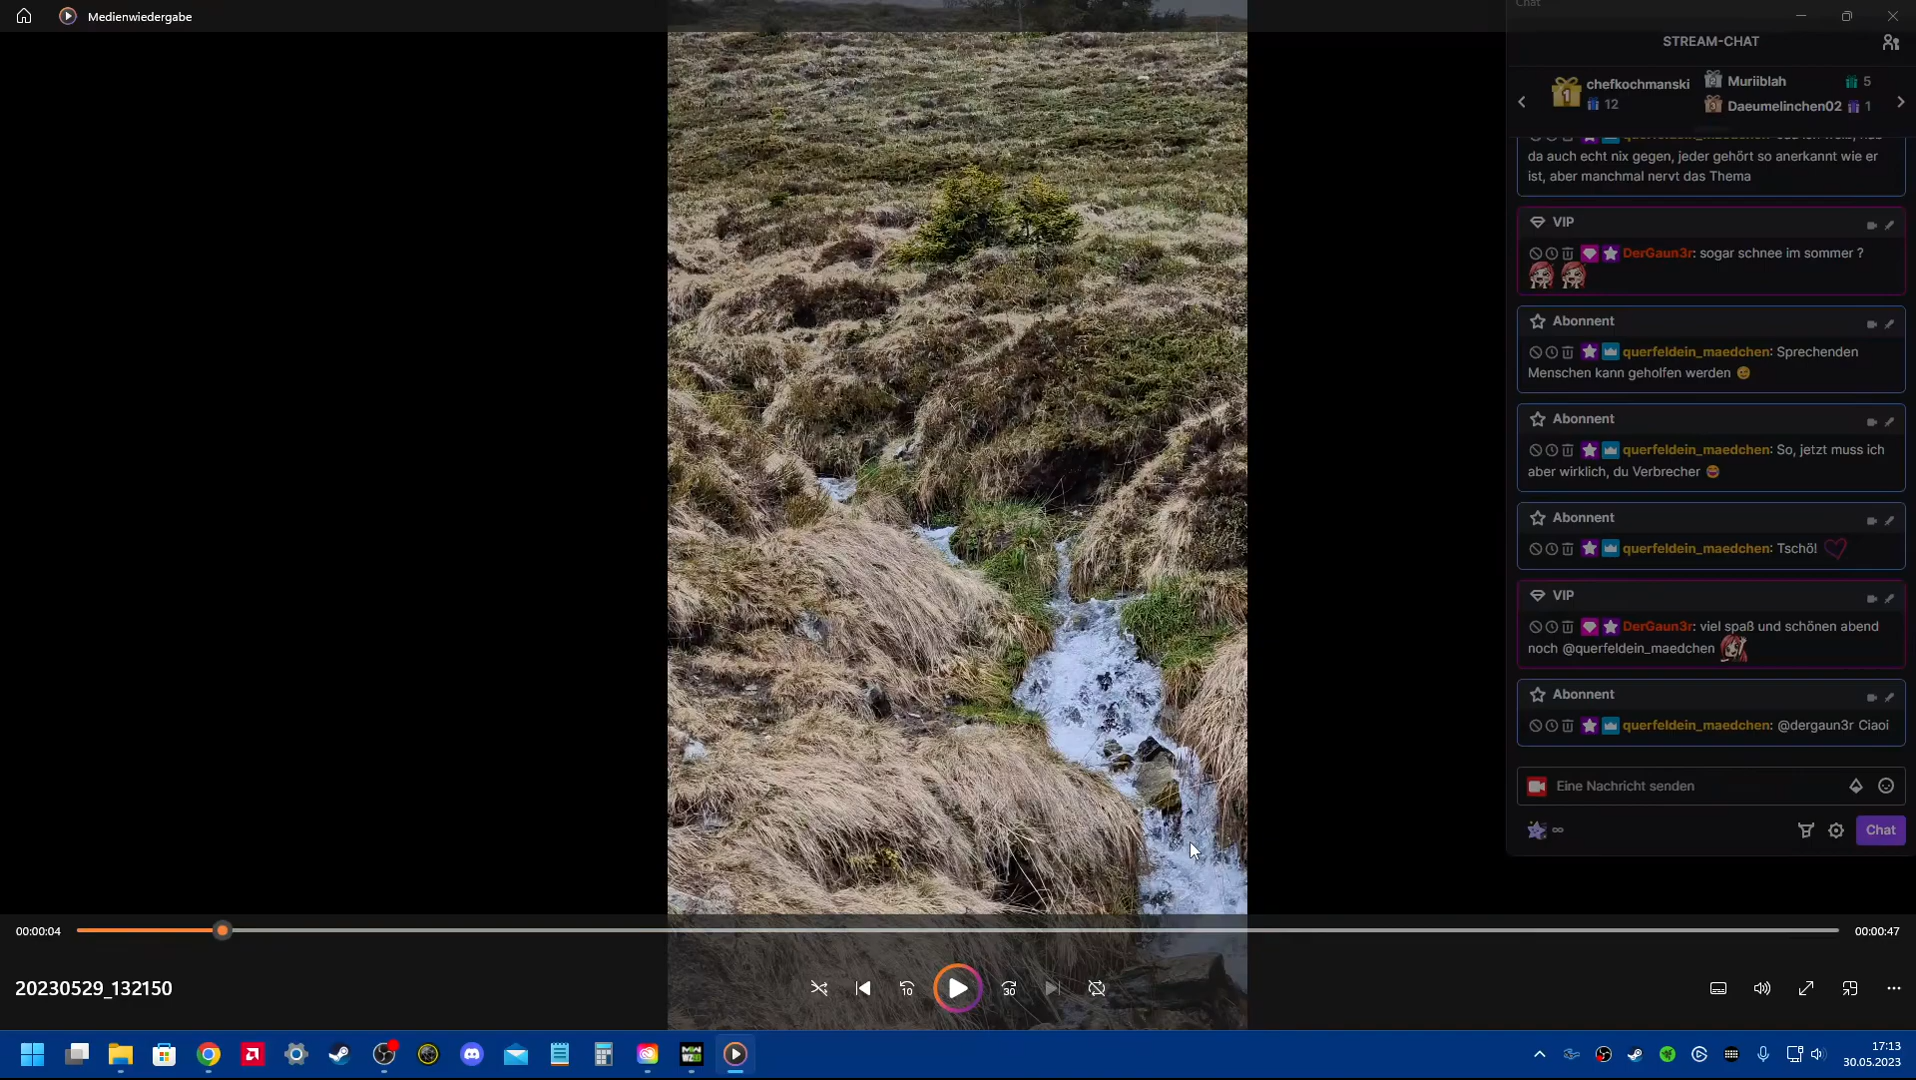 Medienwiedergabe
Chat
STREAM-CHAT
chefkochmanski
12
Muriiblah
5
Daeumelinchen02
1
da auch echt nix gegen, jeder gehört so anerkannt wie er
ist, aber manchmal nervt das Thema
VIP
DerGaun3r: sogar schnee im sommer ?
Abonnent
querfeldein_maedchen: Sprechenden
Menschen kann geholfen werden
Abonnent
querfeldein_maedchen: So, jetzt muss ich
aber wirklich, du Verbrecher
Abonnent
querfeldein_maedchen: Tschö!
VIP
DerGaun3r: viel spaß und schönen abend
noch @querfeldein_maedchen
Abonnent
querfeldein_maedchen: @dergaun3r Ciaoi
Eine Nachricht senden
∞
Chat
00:00:04
00:00:47
20230529_132150
10
30
17:13
30.05.2023